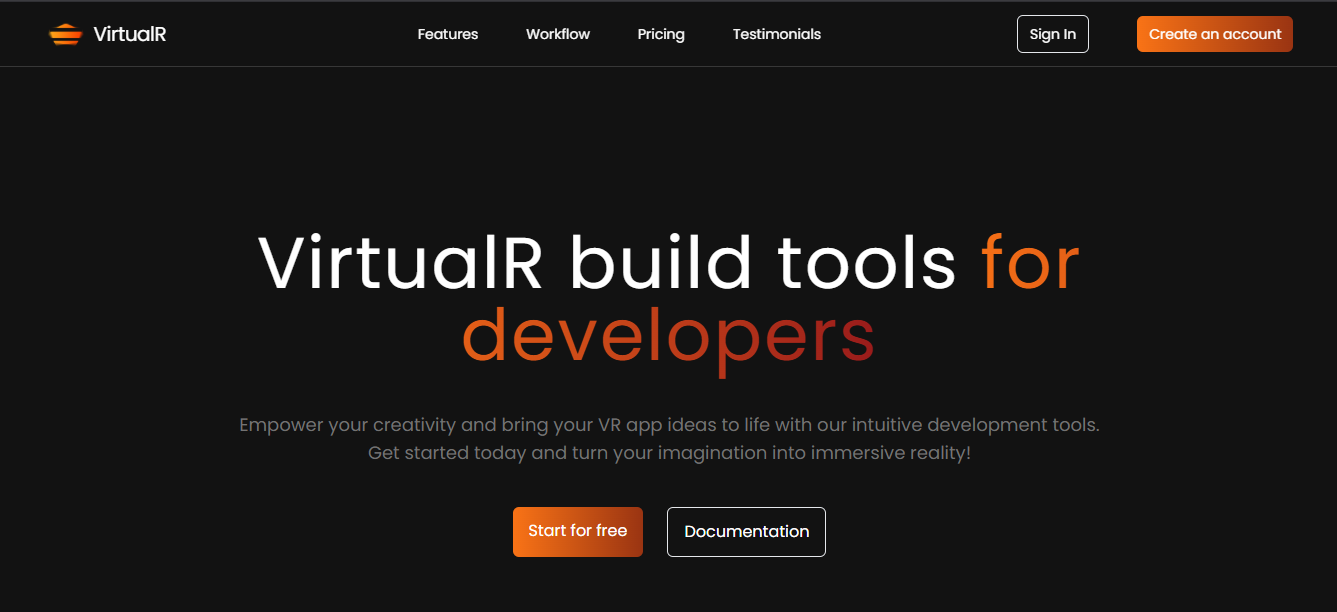 VirtualR
Features
Workflow
Pricing
Testimonials
Sign In
Create an account
VirtualR build tools for
developers
Empower your creativity and bring your VR app ideas to life with our intuitive development tools.
Get started today and turn your imagination into immersive reality!
Start for free
Documentation